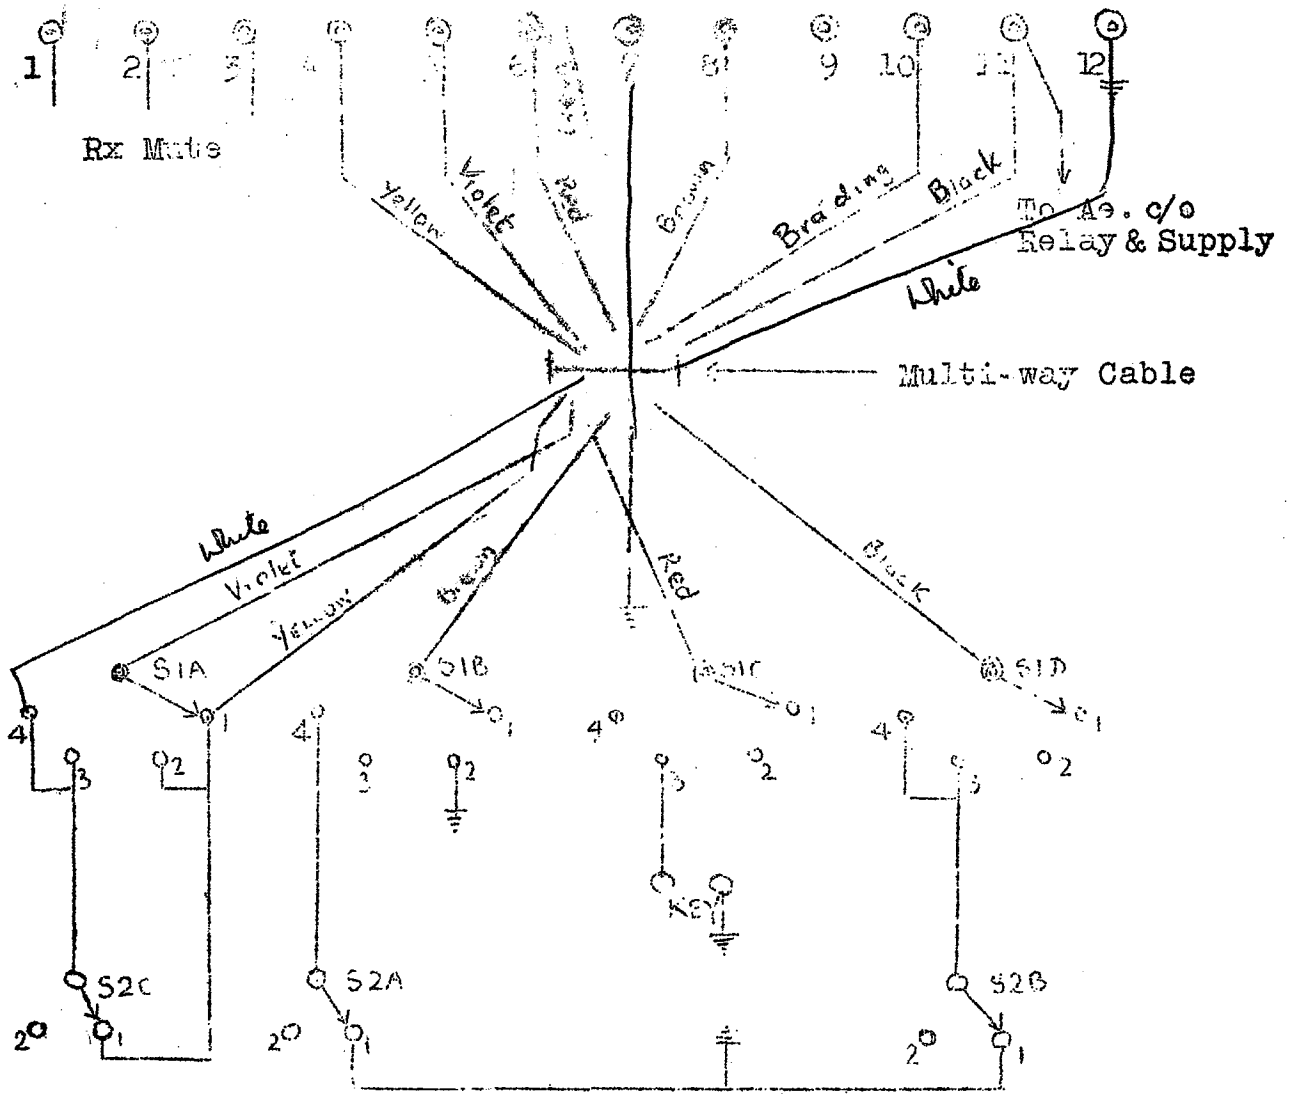 1 2 3 4 5 6 7 8 9 10 11 12
Rx Mute
Yellow
Violet
Red
Brown
Braiding
Black
To Ae. c/o
Relay & Supply
White
Multi-way Cable
White
Violet
YELLOW
Brown
Red
Black
S1A S1B S1C S1D
4 1 4 1 4 1 4 1
3 2 3 2 3 2 3 2
KEY
S2C S2A S2B
2 1 2 1 2 1